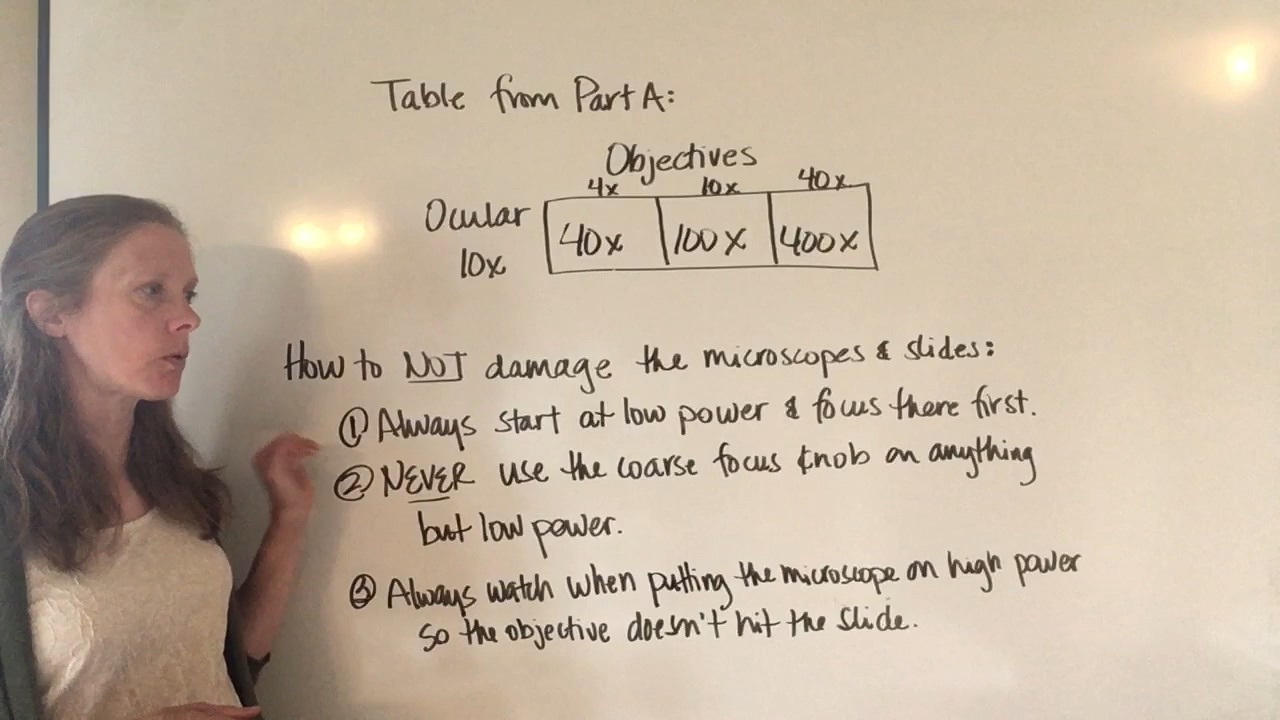 Table from Part A:
Objectives
4x 10x 40x
Ocular 40x 100x 400x
10x
How to NOT damage the microscopes & slides:
① Always start at low power & focus there first.
② NEVER use the coarse focus knob on anything
but low power.
③ Always watch when putting the microscope on high power
so the objective doesn't hit the slide.